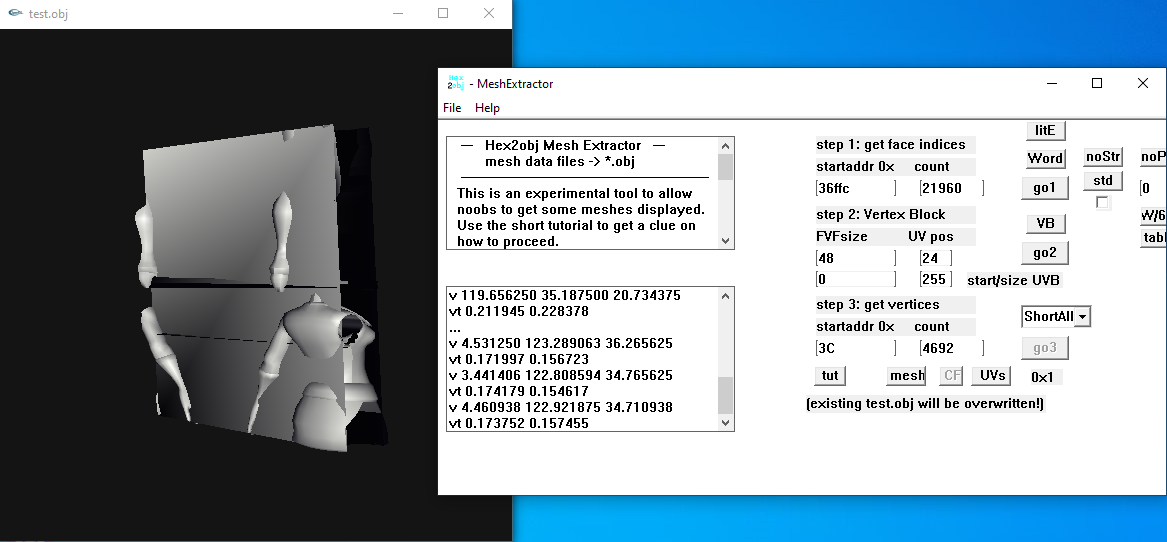 test.obj
Hex2obj - MeshExtractor
File Help
— Hex2obj Mesh Extractor —
mesh data files -> *.obj
This is an experimental tool to allow
noobs to get some meshes displayed.
Use the short tutorial to get a clue on
how to proceed.
v 119.656250 35.187500 20.734375
vt 0.211945 0.228378
...
v 4.531250 123.289063 36.265625
vt 0.171997 0.156723
v 3.441406 122.808594 34.765625
vt 0.174179 0.154617
v 4.460938 122.921875 34.710938
vt 0.173752 0.157455
step 1: get face indices
startaddr 0x count
36ffc 21960
step 2: Vertex Block
FVFsize UV pos
48 24
0 255 start/size UVB
step 3: get vertices
startaddr 0x count
3C 4692
tut mesh CF UVs 0x1
(existing test.obj will be overwritten!)
litE
Word
go1
VB
go2
ShortAll
go3
noStr
std
noP
0
W/6
tabl